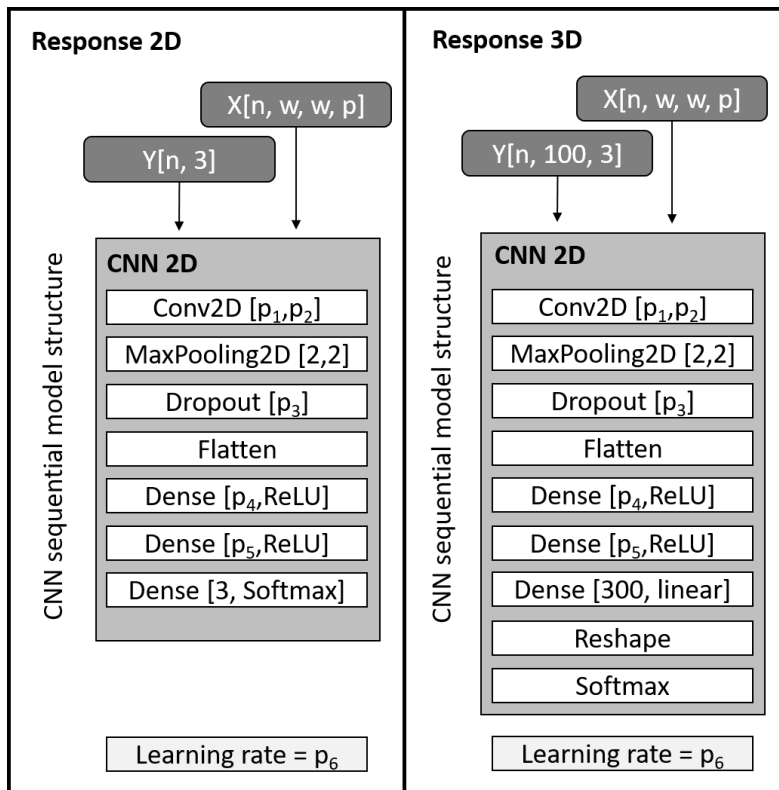 Response 2D
X[n, w, w, p]
Y[n, 3]
CNN sequential model structure
CNN 2D
Conv2D [p₁,p₂]
MaxPooling2D [2,2]
Dropout [p₃]
Flatten
Dense [p₄,ReLU]
Dense [p₅,ReLU]
Dense [3, Softmax]
Learning rate = p₆
Response 3D
X[n, w, w, p]
Y[n, 100, 3]
CNN sequential model structure
CNN 2D
Conv2D [p₁,p₂]
MaxPooling2D [2,2]
Dropout [p₃]
Flatten
Dense [p₄,ReLU]
Dense [p₅,ReLU]
Dense [300, linear]
Reshape
Softmax
Learning rate = p₆